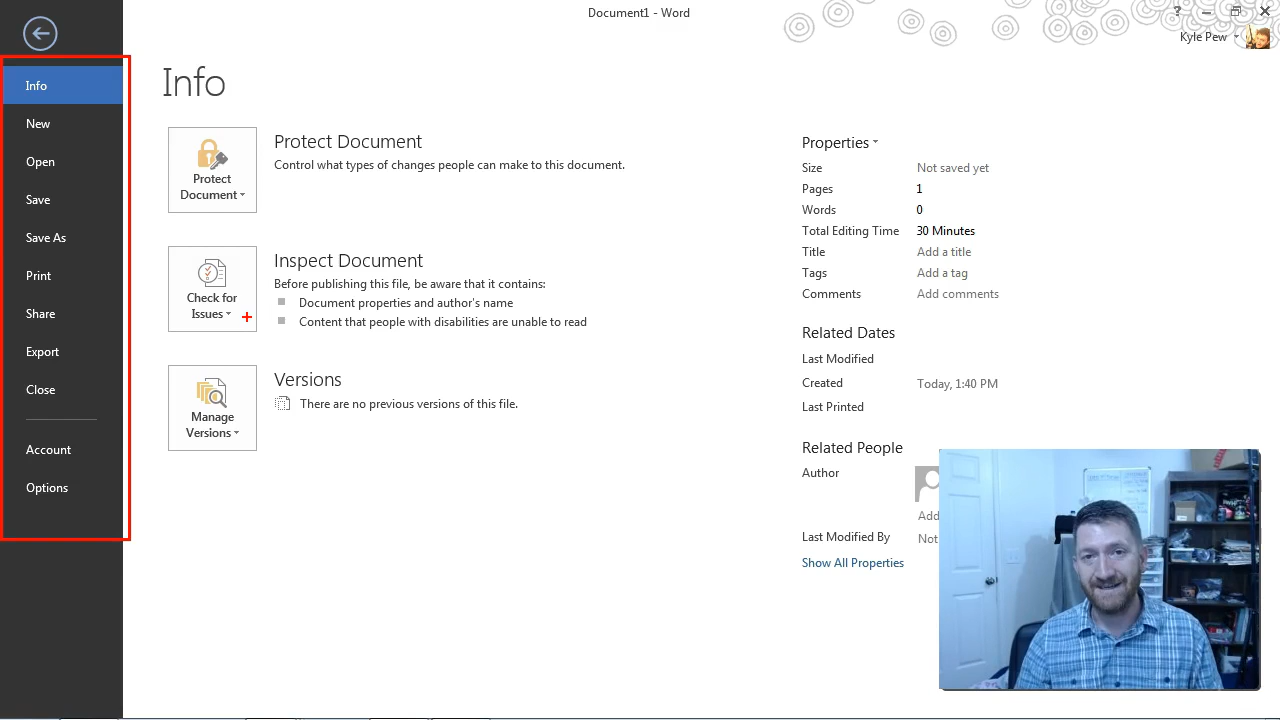 Document1 - Word
?
Kyle Pew
Info
New
Open
Save
Save As
Print
Share
Export
Close
Account
Options
Info
Protect
Document
Protect Document
Control what types of changes people can make to this document.
Check for
Issues
Inspect Document
Before publishing this file, be aware that it contains:
Document properties and author's name
Content that people with disabilities are unable to read
Manage
Versions
Versions
There are no previous versions of this file.
Properties
Size Not saved yet
Pages 1
Words 0
Total Editing Time 30 Minutes
Title Add a title
Tags Add a tag
Comments Add comments
Related Dates
Last Modified
Created Today, 1:40 PM
Last Printed
Related People
Author
Add
Last Modified By Not
Show All Properties